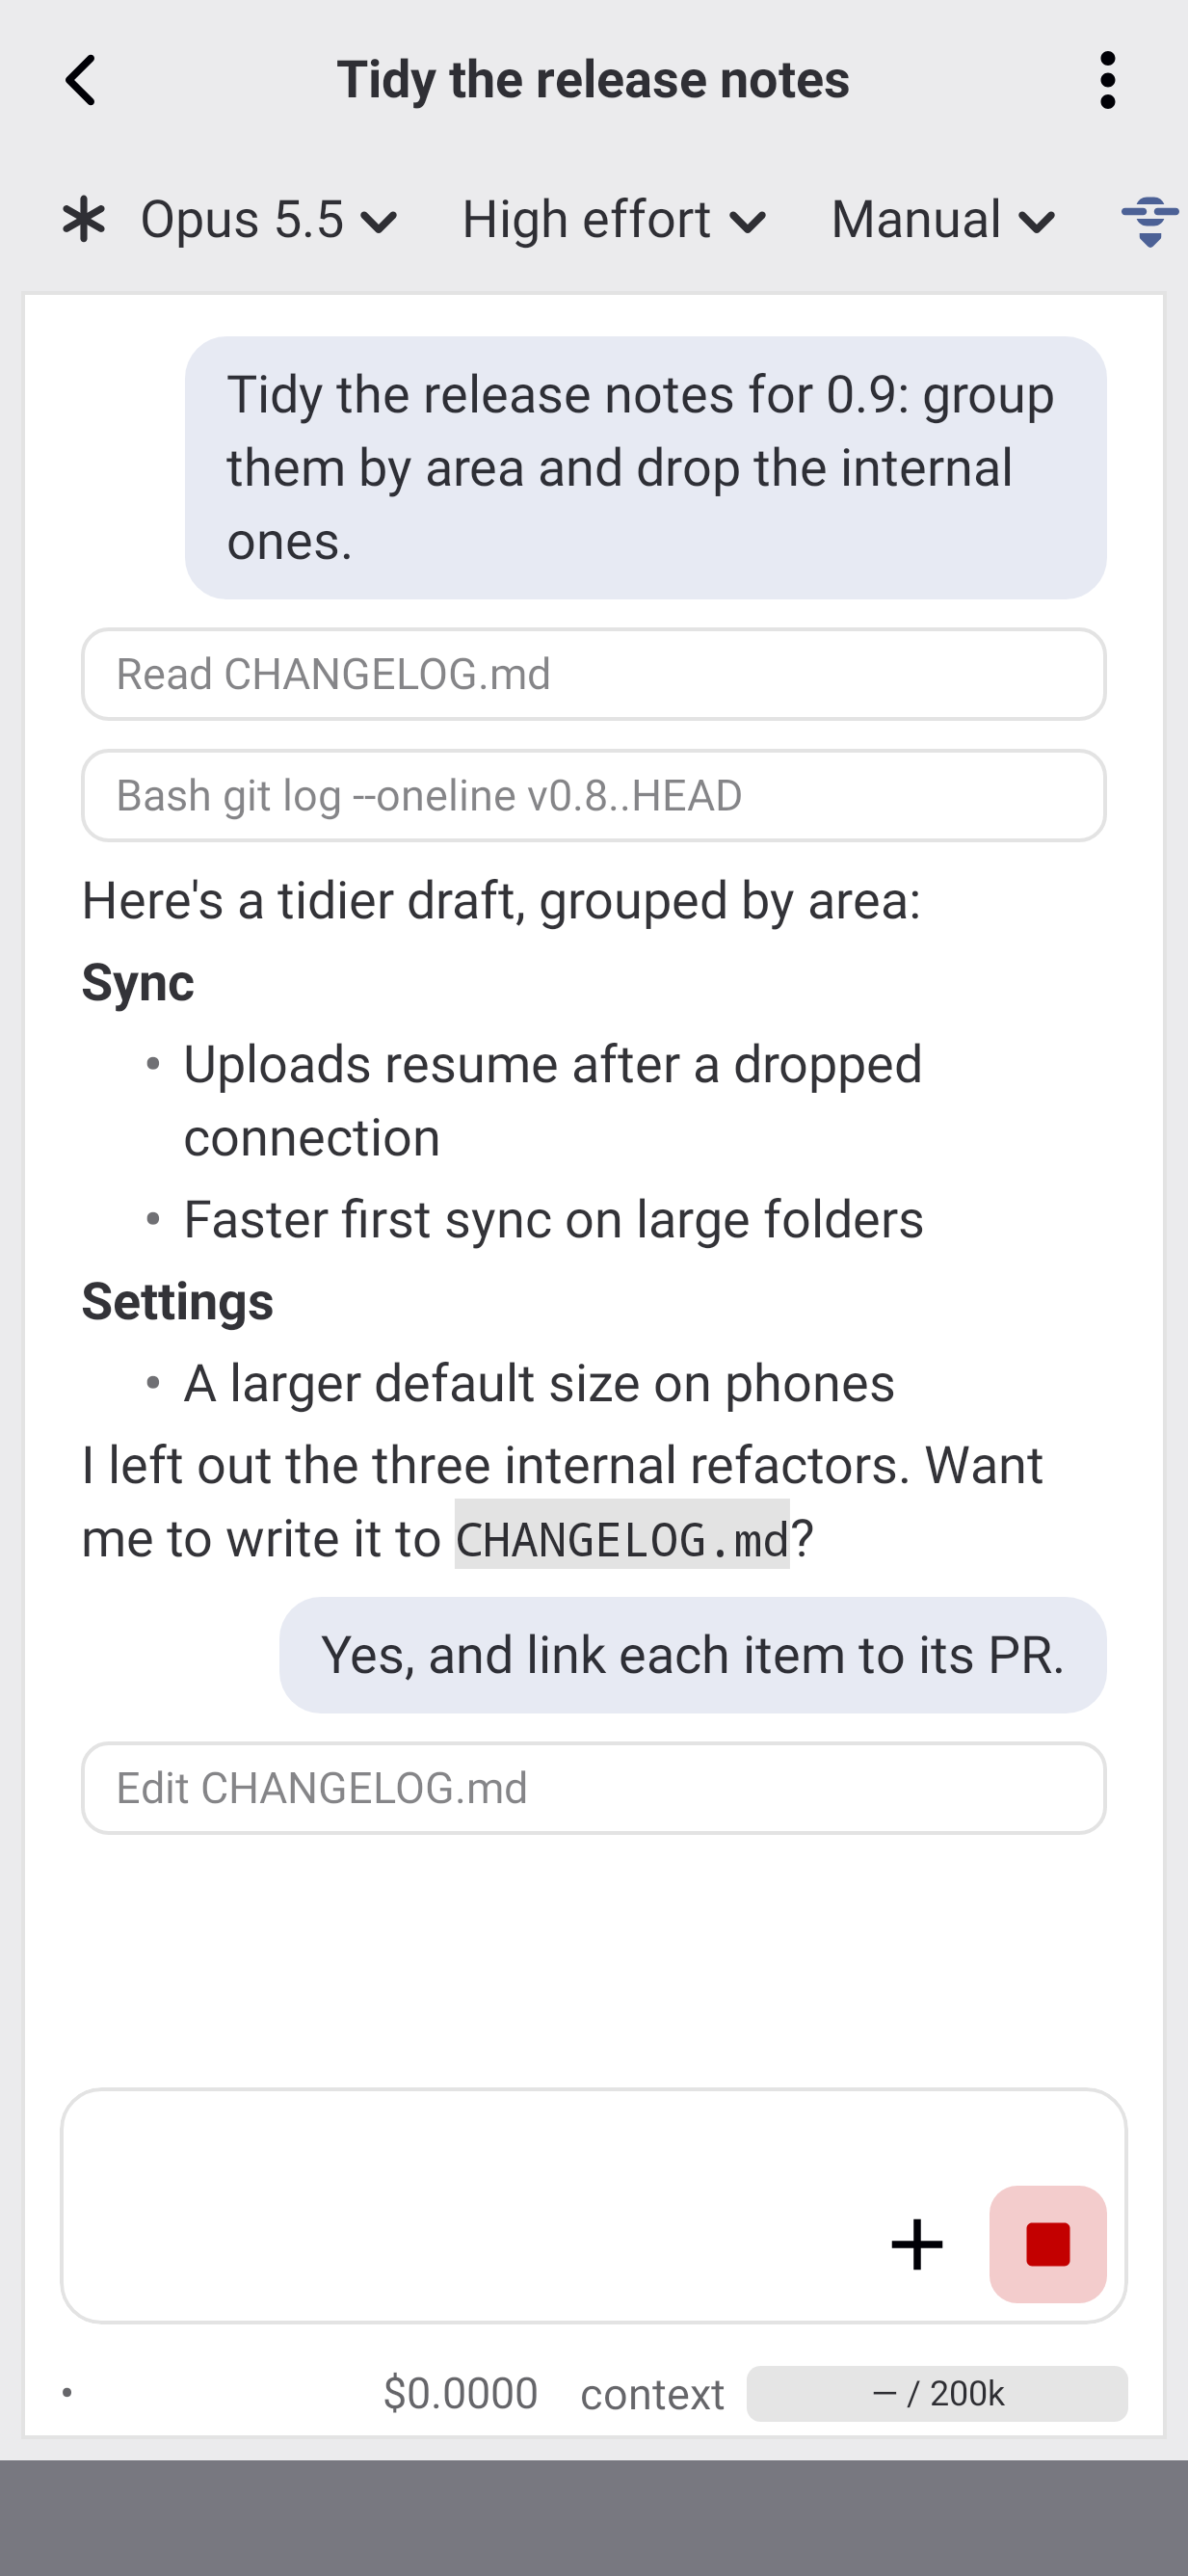 Tidy the release notes
Opus 5.5 High effort Manual
Tidy the release notes for 0.9: group
them by area and drop the internal
ones.
Read CHANGELOG.md
Bash git log --oneline v0.8..HEAD
Here's a tidier draft, grouped by area:
Sync
• Uploads resume after a dropped
connection
• Faster first sync on large folders
Settings
• A larger default size on phones
I left out the three internal refactors. Want
me to write it to CHANGELOG.md?
Yes, and link each item to its PR.
Edit CHANGELOG.md
• $0.0000 context — / 200k